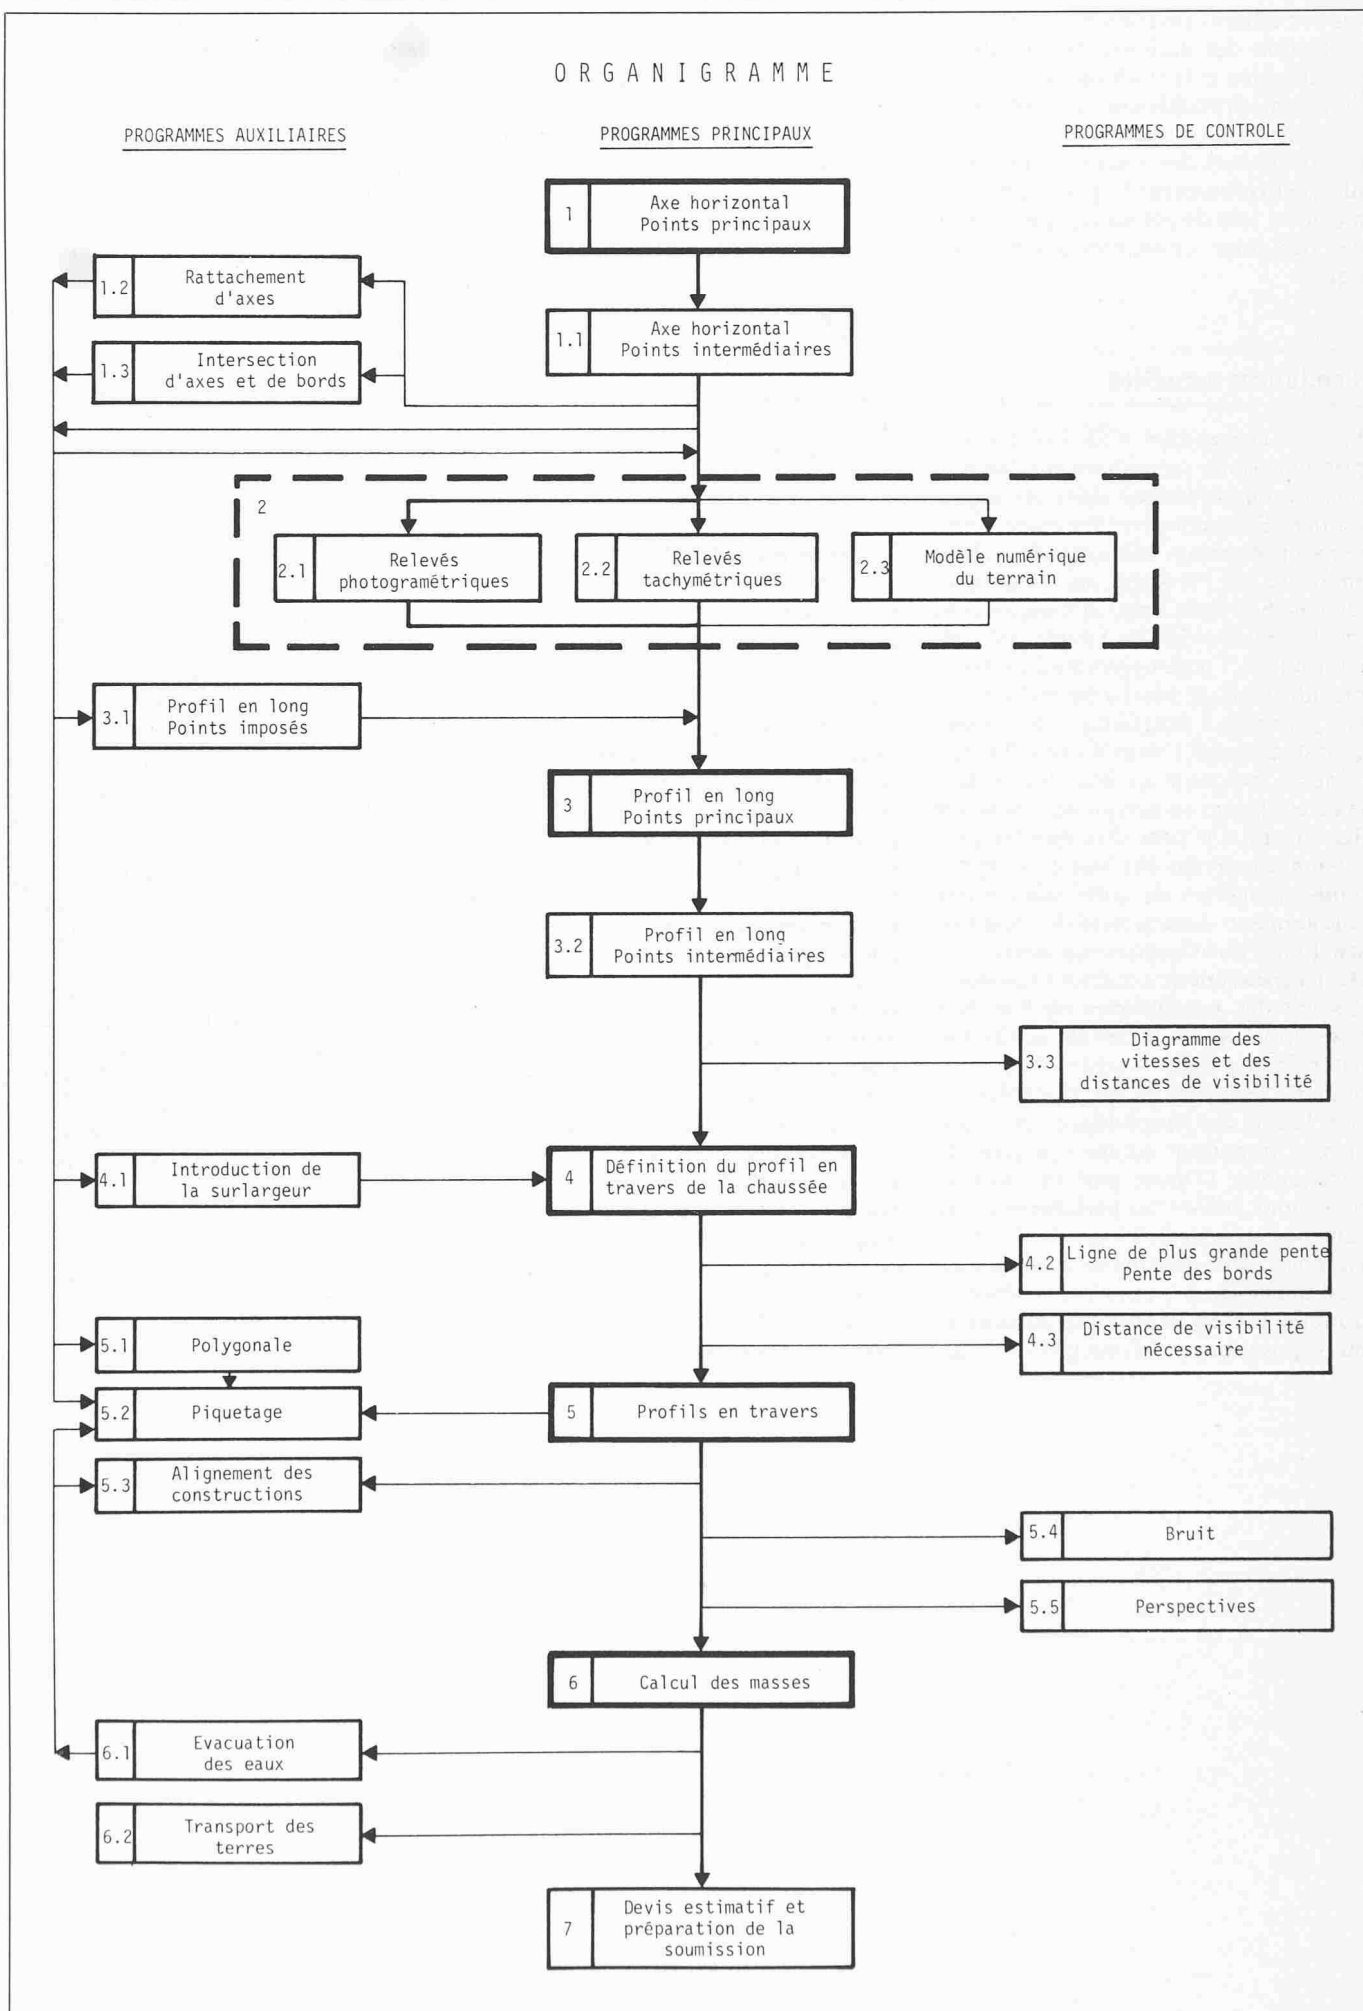 ORGANIGRAMME
PROGRAMMES AUXILIAIRES
PROGRAMMES PRINCIPAUX
PROGRAMMES DE CONTROLE
1
Axe horizontal
Points principaux
1.2
Rattachement
d'axes
1.1
Axe horizontal
Points intermédiaires
1.3
Intersection
d'axes et de bords
2
2.1
Relevés
photogramétriques
2.2
Relevés
tachymétriques
2.3
Modèle numérique
du terrain
3.1
Profil en long
Points imposés
3
Profil en long
Points principaux
3.2
Profil en long
Points intermédiaires
3.3
Diagramme des
vitesses et des
distances de visibilité
4.1
Introduction de
la surlargeur
4
Définition du profil en
travers de la chaussée
4.2
Ligne de plus grande pente
Pente des bords
4.3
Distance de visibilité
nécessaire
5.1
Polygonale
5.2
Piquetage
5
Profils en travers
5.3
Alignement des
constructions
5.4
Bruit
5.5
Perspectives
6
Calcul des masses
6.1
Evacuation
des eaux
6.2
Transport des
terres
7
Devis estimatif et
préparation de la
soumission